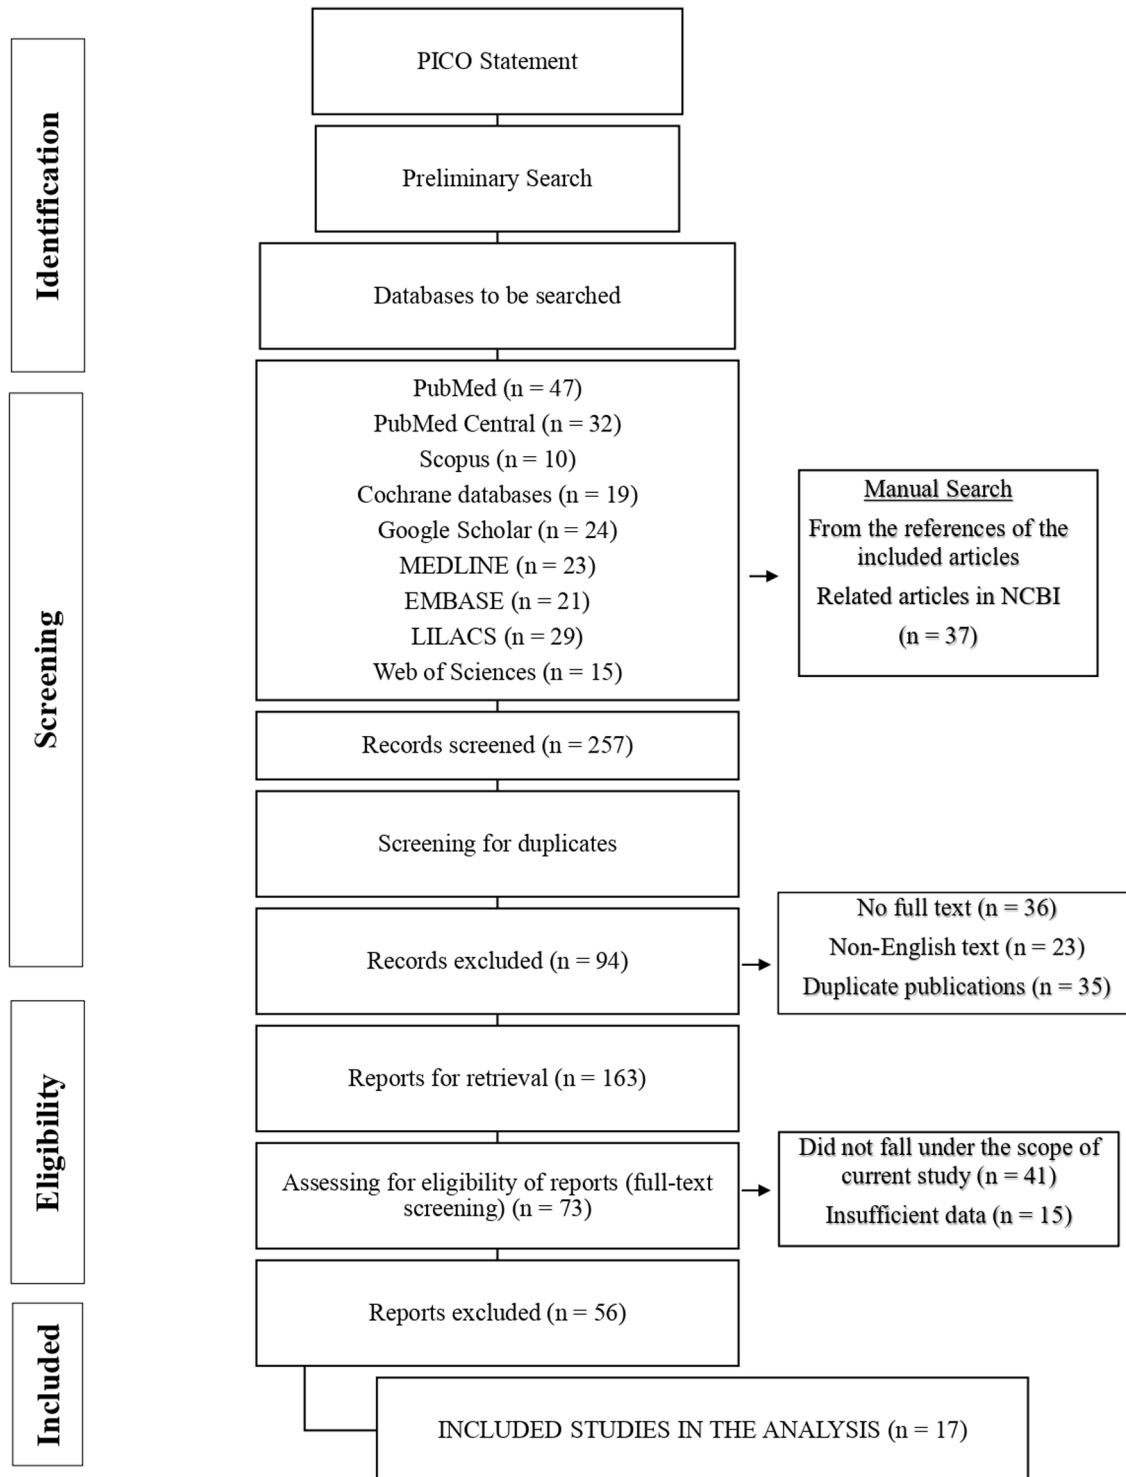 Identification
PICO Statement
Preliminary Search
Databases to be searched
Screening
PubMed (n = 47)
PubMed Central (n = 32)
Scopus (n = 10)
Cochrane databases (n = 19)
Google Scholar (n = 24)
MEDLINE (n = 23)
EMBASE (n = 21)
LILACS (n = 29)
Web of Sciences (n = 15)
Manual Search
From the references of the
included articles
Related articles in NCBI
(n = 37)
Records screened (n = 257)
Screening for duplicates
Records excluded (n = 94)
No full text (n = 36)
Non-English text (n = 23)
Duplicate publications (n = 35)
Eligibility
Reports for retrieval (n = 163)
Assessing for eligibility of reports (full-text
screening) (n = 73)
Did not fall under the scope of
current study (n = 41)
Insufficient data (n = 15)
Reports excluded (n = 56)
Included
INCLUDED STUDIES IN THE ANALYSIS (n = 17)